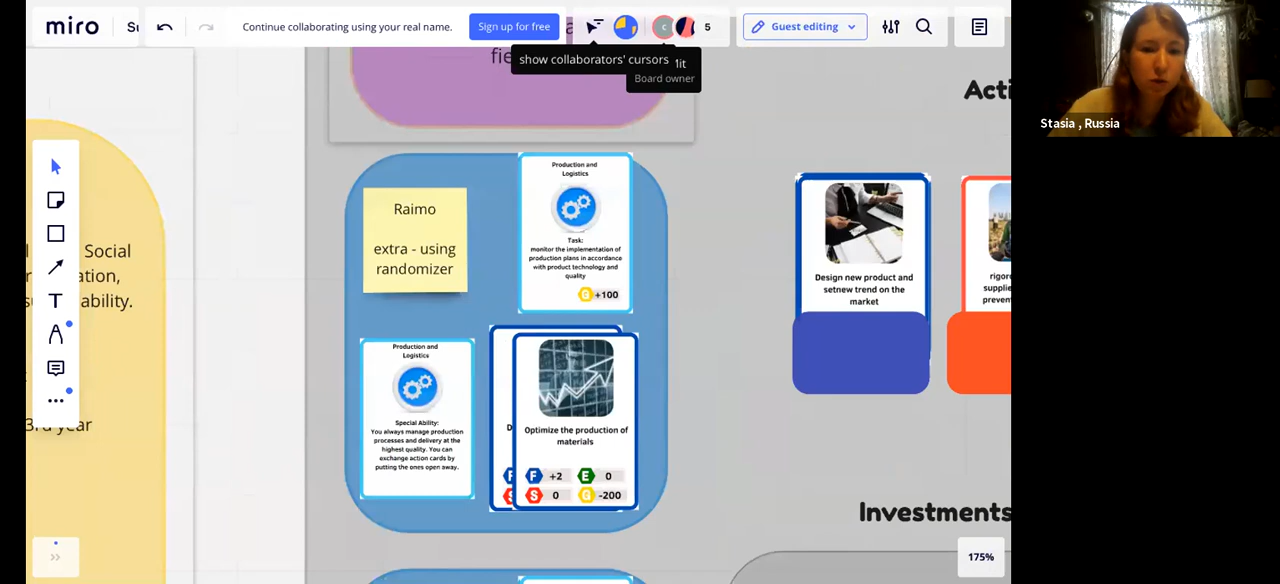 miro
Continue collaborating using your real name.
Sign up for free
5
Guest editing
show collaborators' cursors
Board owner
Social
ability.
3rd year
Raimo
extra - using
randomizer
Production and
Logistics
Task:
monitor the implementation of
production plans in accordance
with product technology and
quality
G +100
Production and
Logistics
Special Ability:
You always manage production
processes and delivery at the
highest quality. You can
exchange action cards by
putting the ones open away.
Optimize the production of
materials
F +2 E 0
S 0 G -200
Acti
Design new product and
setnew trend on the
market
rigoro
supplie
preven
Investments
175%
Stasia , Russia